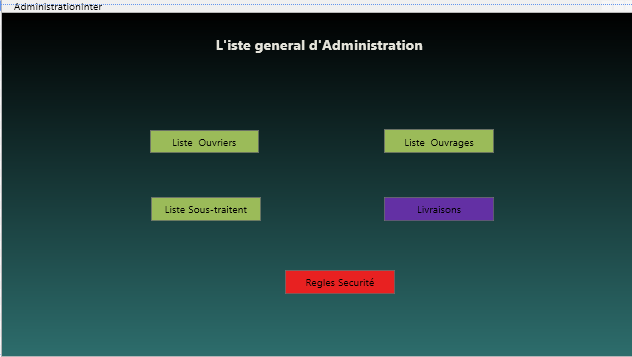 AdministrationInter
L'iste general d'Administration
Liste Ouvriers
Liste Ouvrages
Liste Sous-traitent
Livraisons
Regles Securité